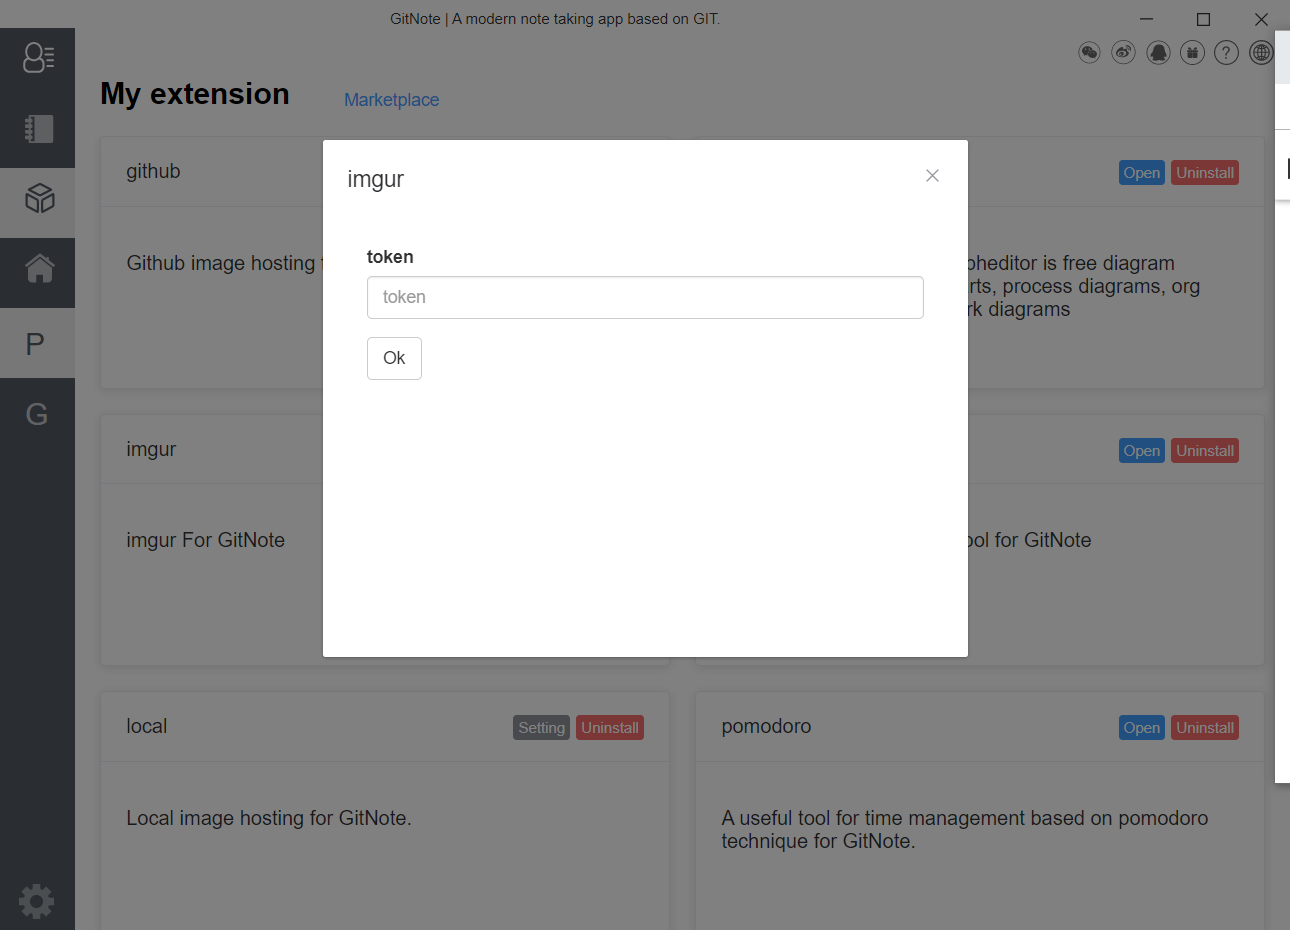 GitNote | A modern note taking app based on GIT.
My extension
Marketplace
github
Open
Uninstall
imgur
Github image hosting
token
token
Ok
pheditor is free diagram
rts, process diagrams, org
rk diagrams
P
G
imgur
Open
Uninstall
imgur For GitNote
ool for GitNote
local
Setting
Uninstall
pomodoro
Open
Uninstall
Local image hosting for GitNote.
A useful tool for time management based on pomodoro
technique for GitNote.